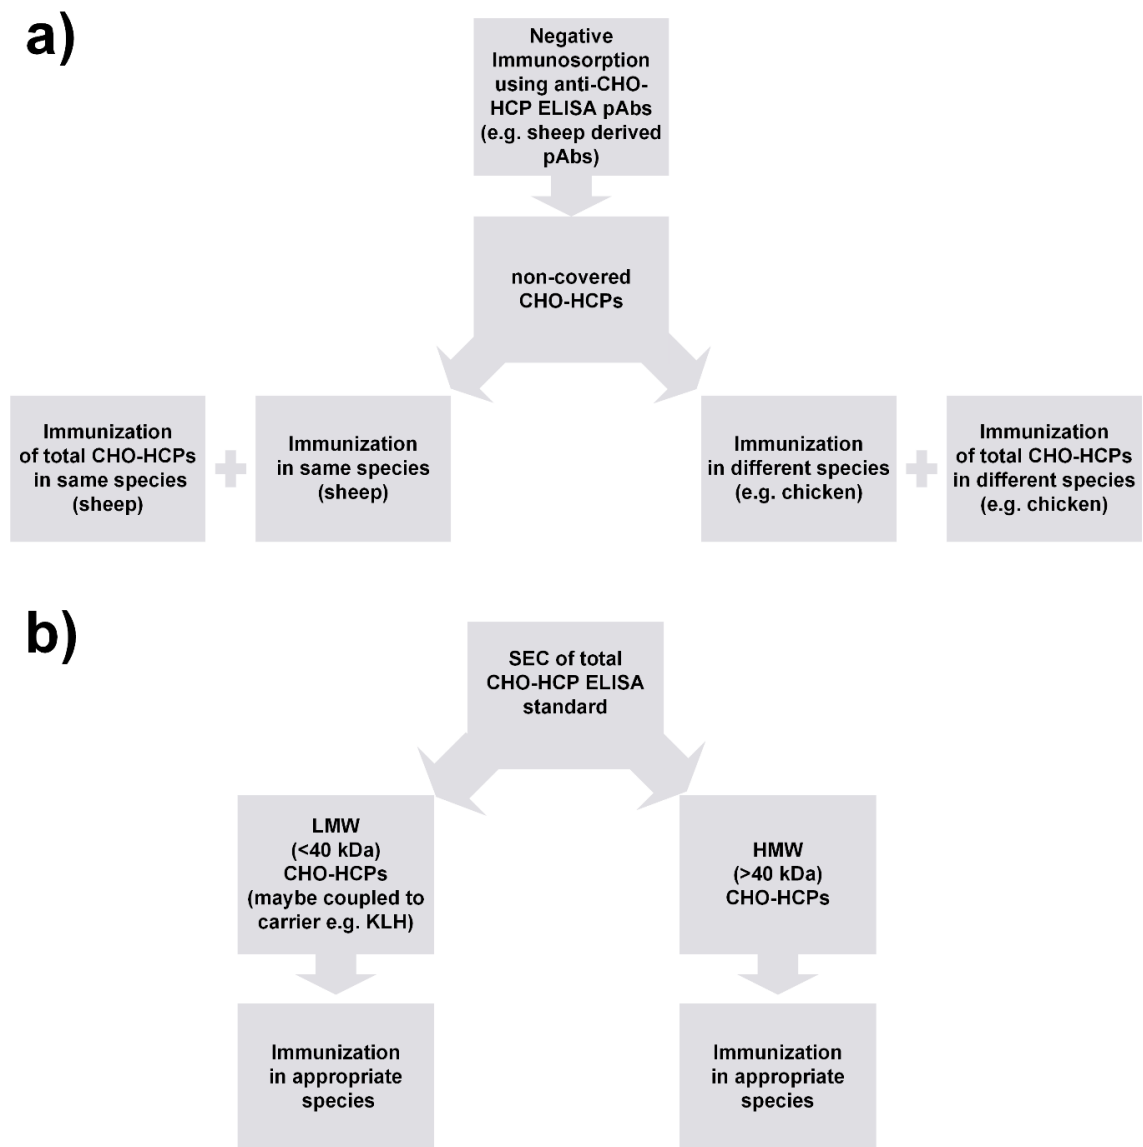 a)
Negative
Immunosorption
using anti-CHO-
HCP ELISA pAbs
(e.g. sheep derived
pAbs)
non-covered
CHO-HCPs
Immunization
of total CHO-HCPs
in same species
(sheep)
Immunization
in same species
(sheep)
Immunization
in different species
(e.g. chicken)
Immunization
of total CHO-HCPs
in different species
(e.g. chicken)
b)
SEC of total
CHO-HCP ELISA
standard
LMW
(<40 kDa)
CHO-HCPs
(maybe coupled to
carrier e.g. KLH)
HMW
(>40 kDa)
CHO-HCPs
Immunization
in appropriate
species
Immunization
in appropriate
species